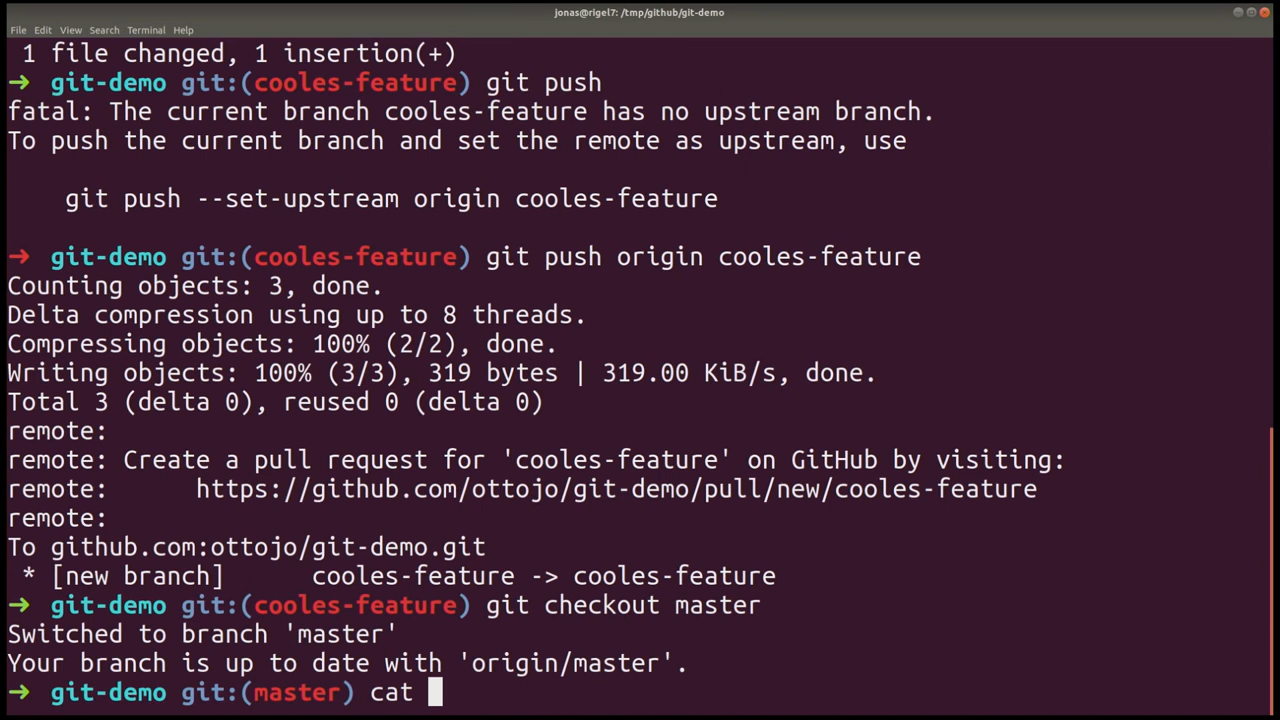 jonas@rigel7: /tmp/github/git-demo
File Edit View Search Terminal Help
1 file changed, 1 insertion(+)
➜ git-demo git:(cooles-feature) git push
fatal: The current branch cooles-feature has no upstream branch.
To push the current branch and set the remote as upstream, use
git push --set-upstream origin cooles-feature
➜ git-demo git:(cooles-feature) git push origin cooles-feature
Counting objects: 3, done.
Delta compression using up to 8 threads.
Compressing objects: 100% (2/2), done.
Writing objects: 100% (3/3), 319 bytes | 319.00 KiB/s, done.
Total 3 (delta 0), reused 0 (delta 0)
remote:
remote: Create a pull request for 'cooles-feature' on GitHub by visiting:
remote:      https://github.com/ottojo/git-demo/pull/new/cooles-feature
remote:
To github.com:ottojo/git-demo.git
* [new branch]      cooles-feature -> cooles-feature
➜ git-demo git:(cooles-feature) git checkout master
Switched to branch 'master'
Your branch is up to date with 'origin/master'.
➜ git-demo git:(master) cat